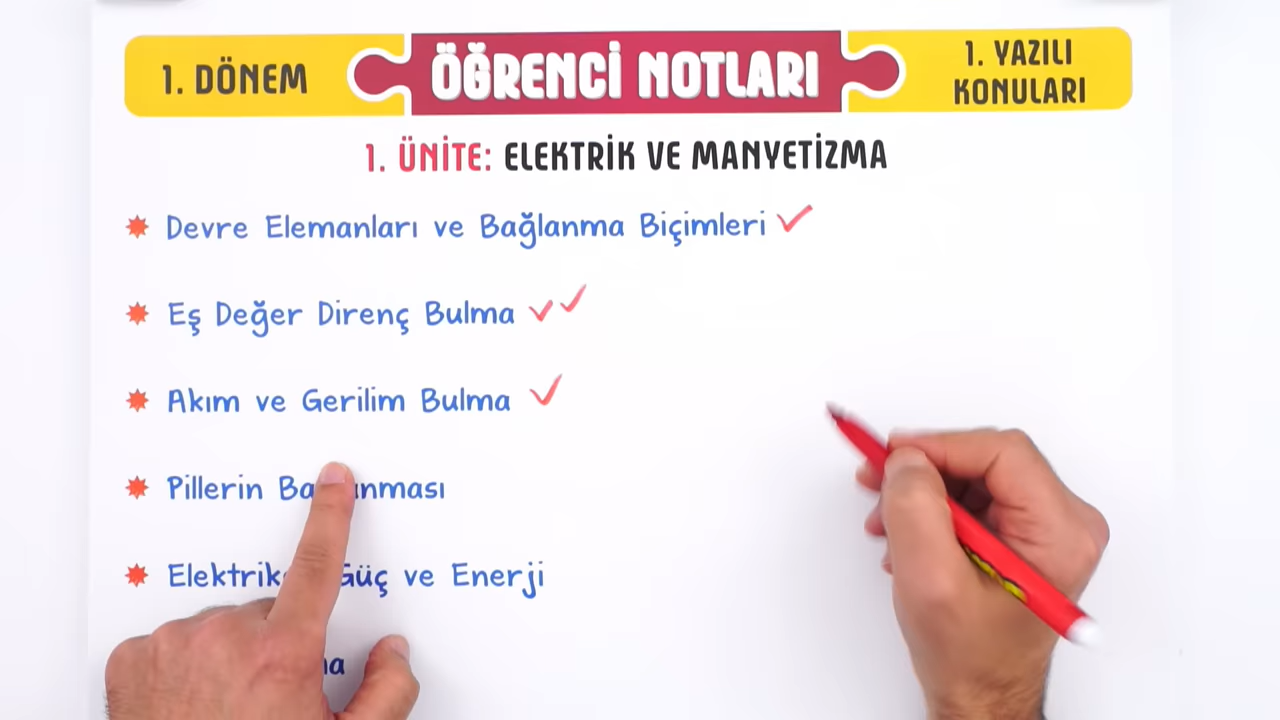 1. DÖNEM
ÖĞRENCİ NOTLARI
1. YAZILI
KONULARI
1. ÜNİTE: ELEKTRİK VE MANYETİZMA
Devre Elemanları ve Bağlanma Biçimleri
Eş Değer Direnç Bulma
Akım ve Gerilim Bulma
Pillerin
Güç ve Enerji